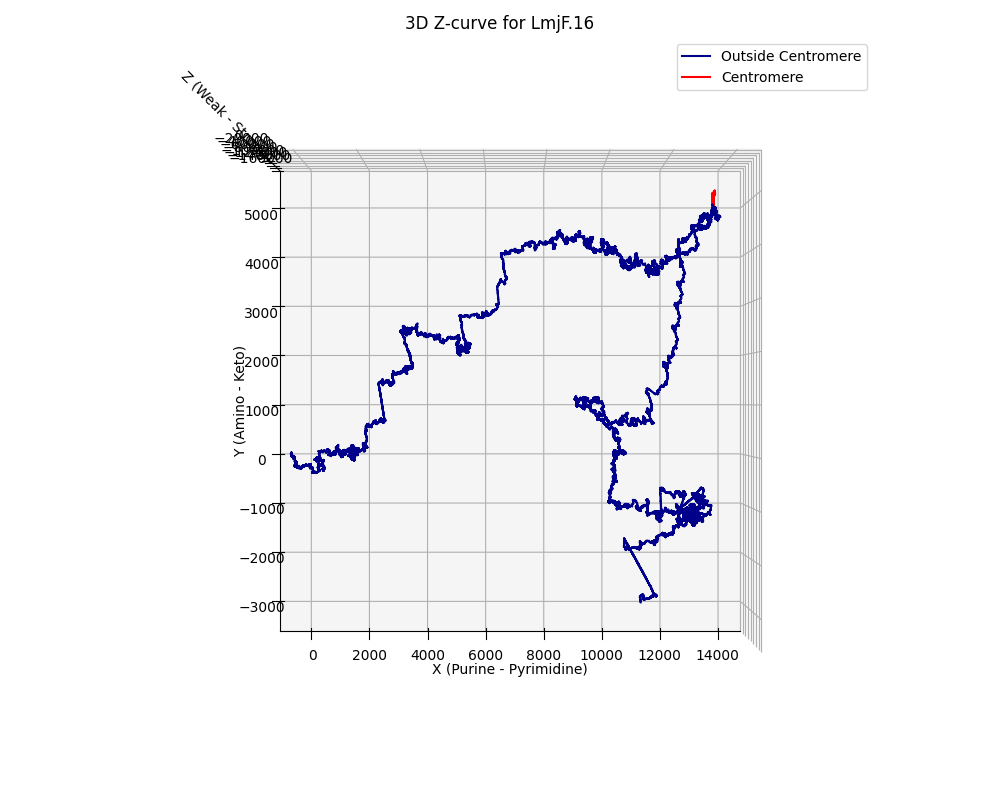 3D Z-curve for LmjF.16
Outside Centromere
Centromere
Z (Weak -
5000
4000
3000
2000
1000
0
−1000
−2000
−3000
Y (Amino - Keto)
0 2000 4000 6000 8000 10000 12000 14000
X (Purine - Pyrimidine)